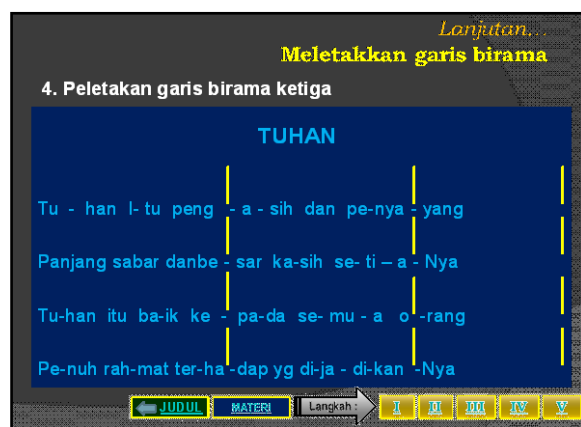 Lanjutan...
Meletakkan garis birama
4. Peletakan garis birama ketiga
TUHAN
Tu - han I- tu peng - a - sih dan pe-nya - yang
Panjang sabar danbe - sar ka-sih se- ti – a - Nya
Tu-han itu ba-ik ke - pa-da se- mu - a o -rang
Pe-nuh rah-mat ter-ha -dap yg di-ja - di-kan -Nya
JUDUL MATERI Langkah : I II III IV V